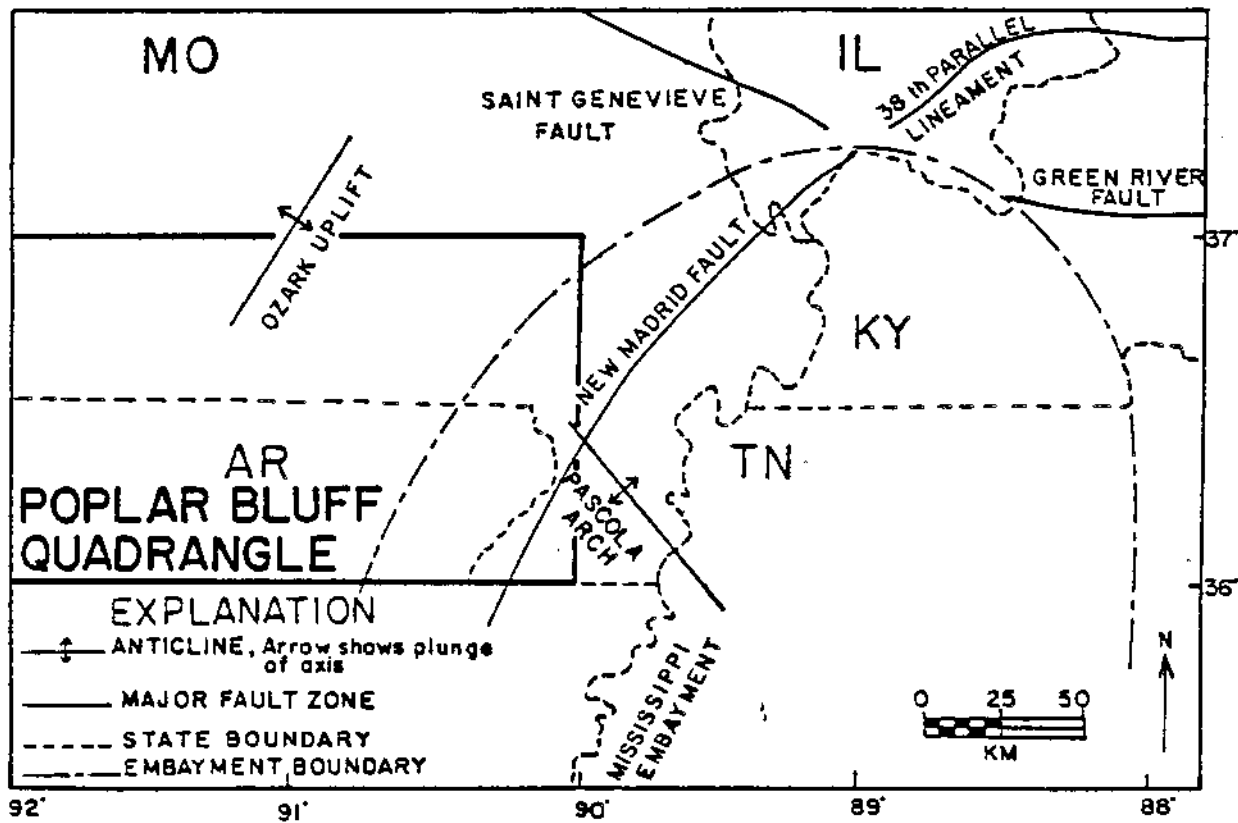 MO
IL
38 th PARALLEL
LINEAMENT
SAINT GENEVIEVE
FAULT
GREEN RIVER
FAULT
OZARK UPLIFT
37°
NEW MADRID FAULT
KY
AR
TN
POPLAR BLUFF
QUADRANGLE
PASCOLA
ARCH
36°
EXPLANATION
ANTICLINE, Arrow shows plunge
of axis
MAJOR FAULT ZONE
STATE BOUNDARY
EMBAYMENT BOUNDARY
MISSISSIPPI
EMBAYMENT
N
0 25 50
KM
92° 91° 90° 89° 88°